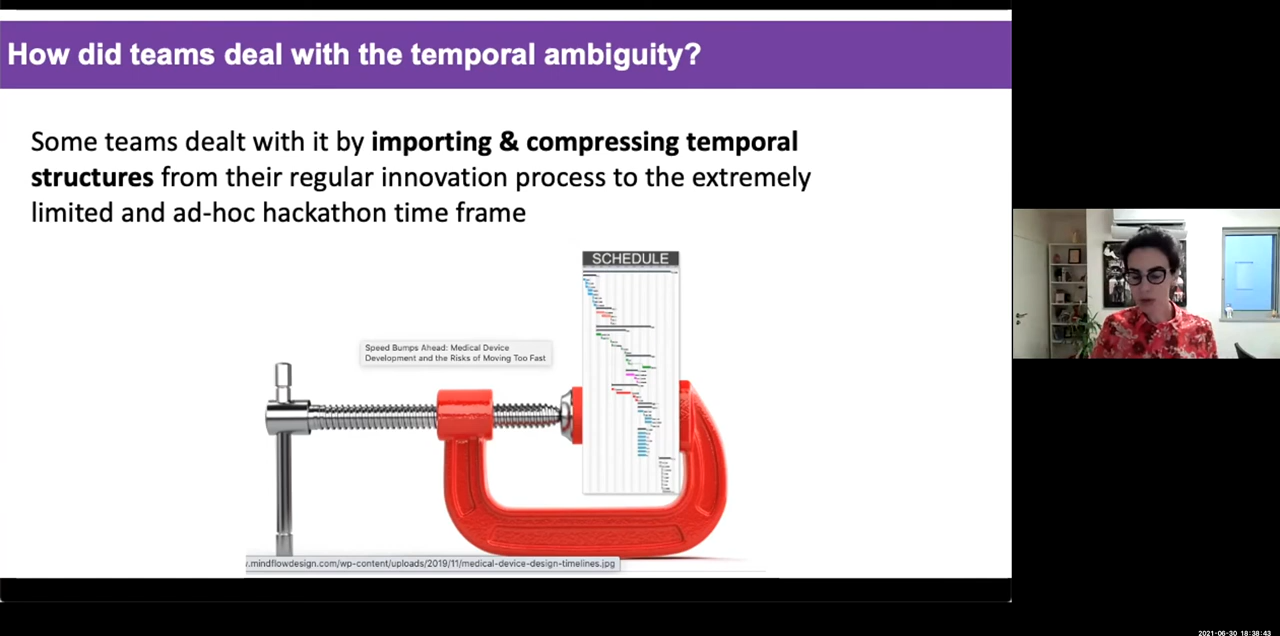 How did teams deal with the temporal ambiguity?
Some teams dealt with it by importing & compressing temporal
structures from their regular innovation process to the extremely
limited and ad-hoc hackathon time frame
SCHEDULE
Speed Bumps Ahead: Medical Device
Development and the Risks of Moving Too Fast
.mindflowdesign.com/wp-content/uploads/2019/11/medical-device-design-timelines.jpg
2021-06-30 18:38:43